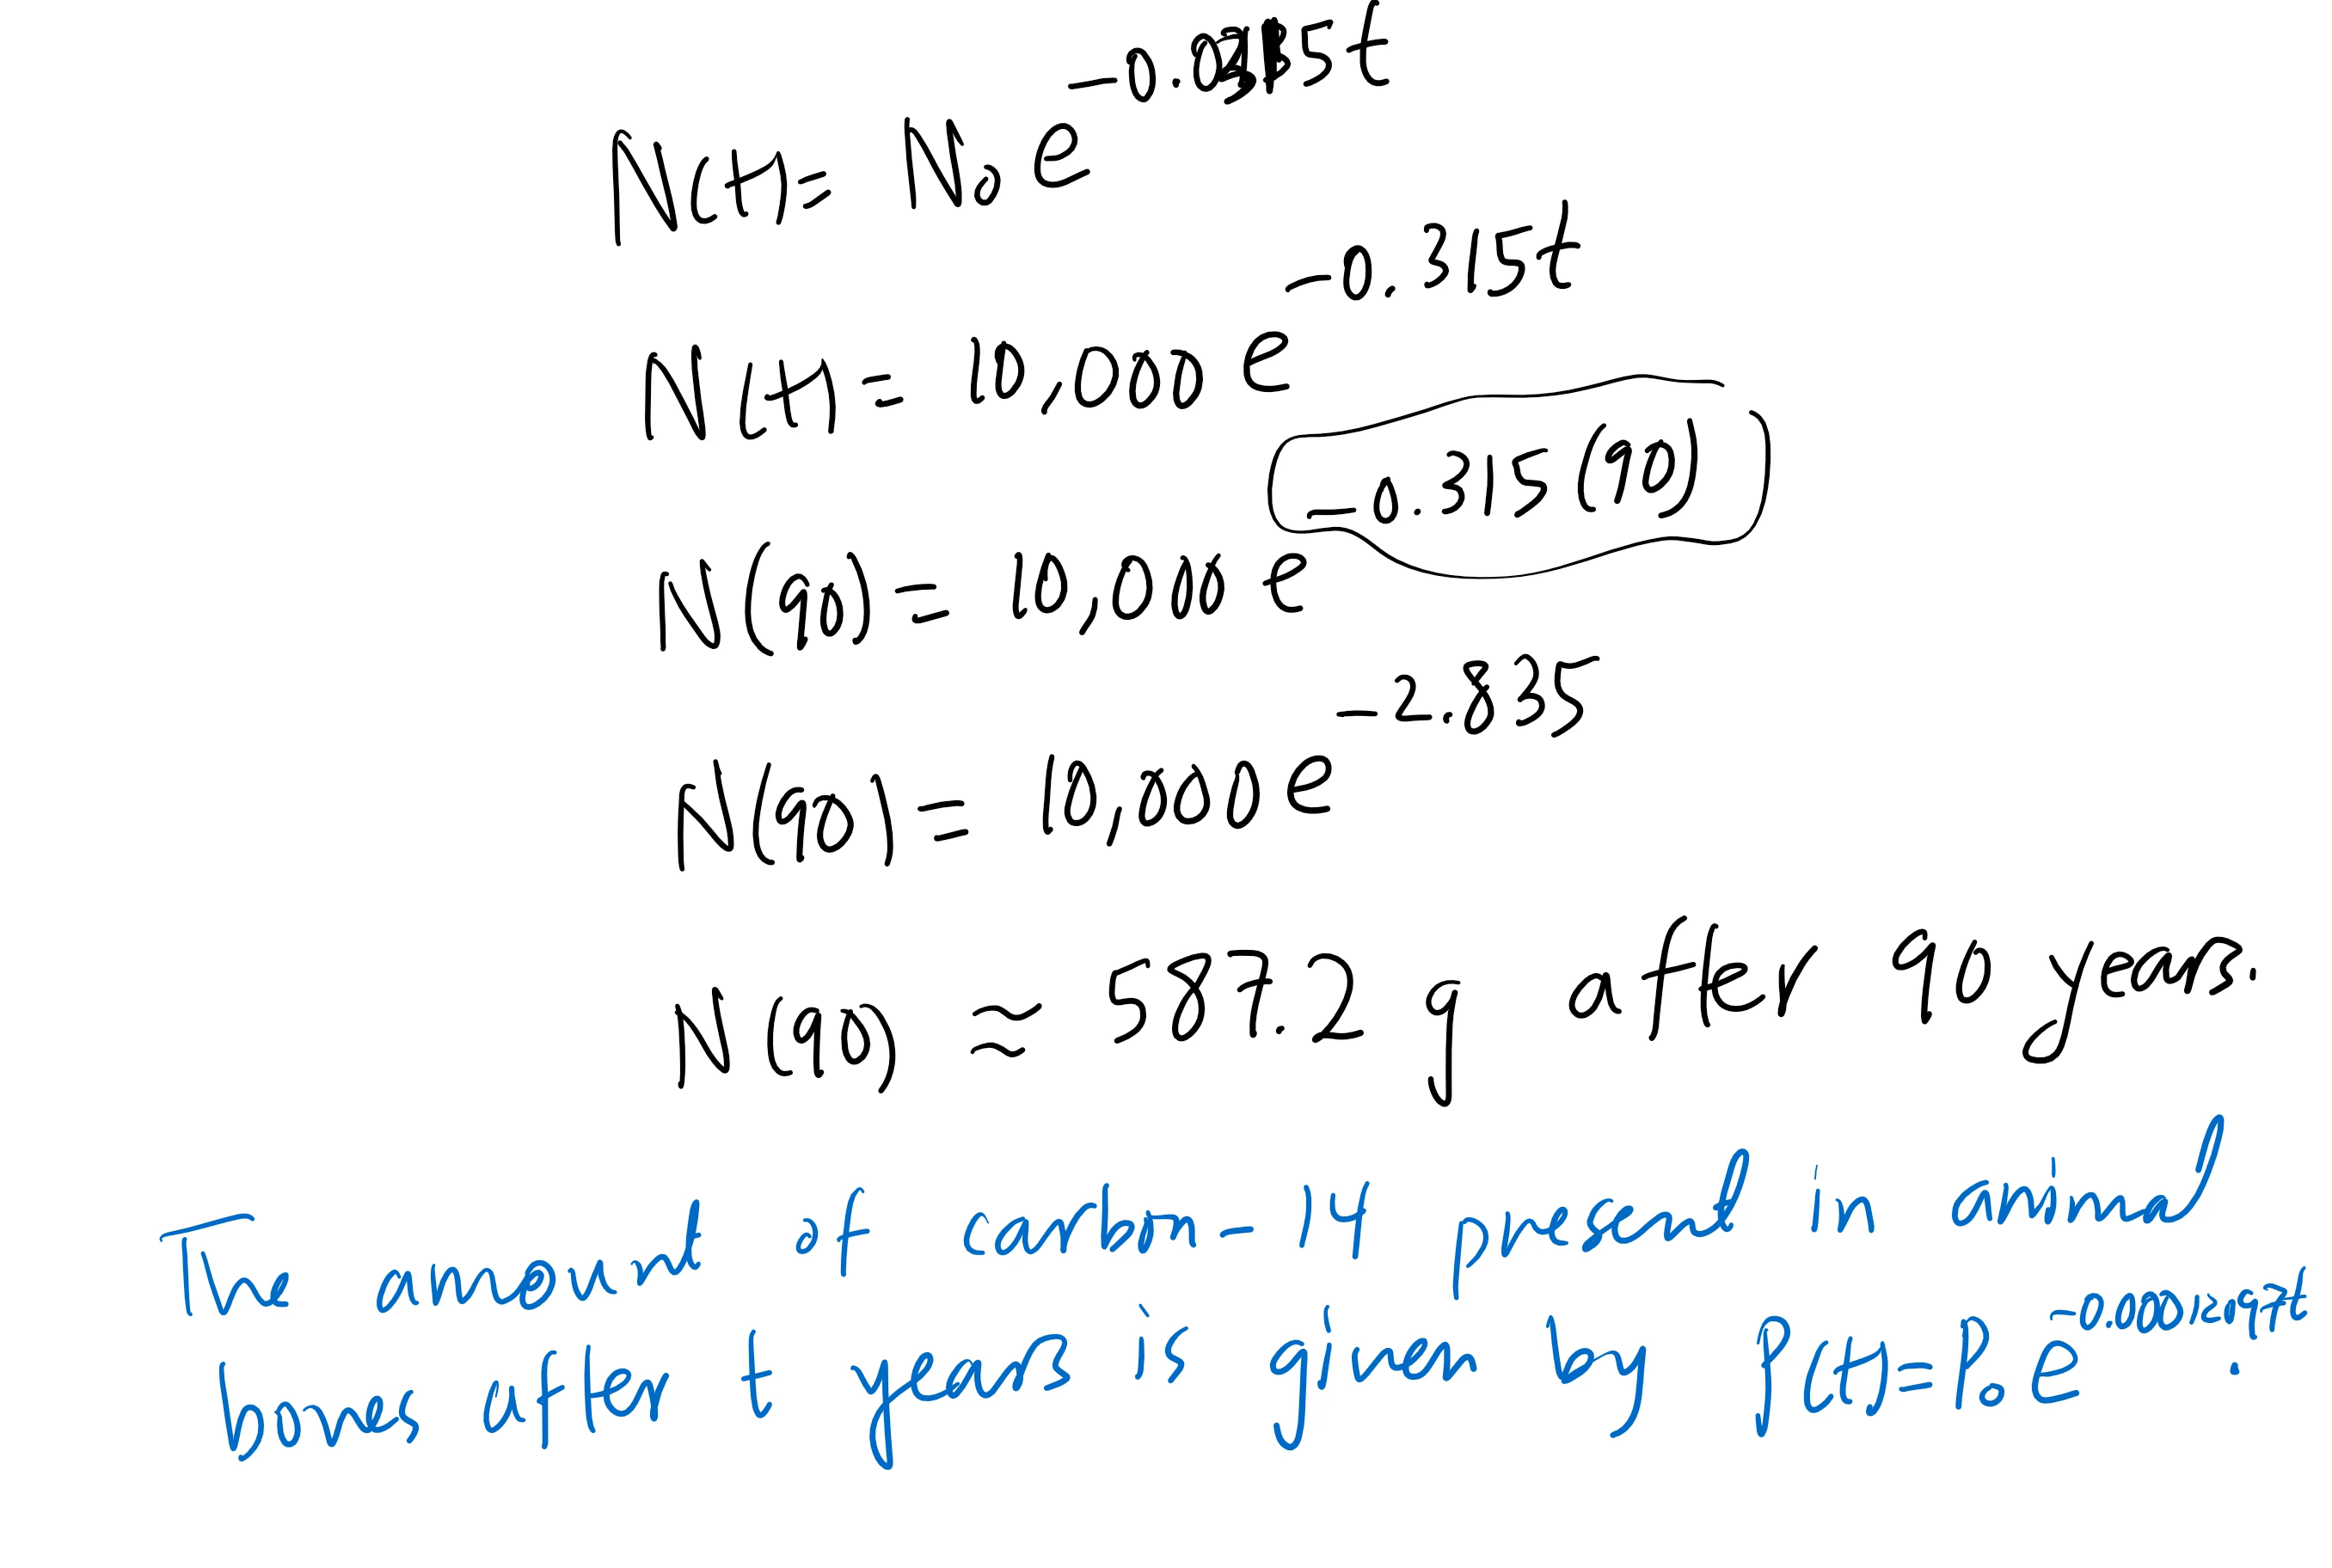 N(t) = N₀ e^-0.0315t
N(t) = 10,000 e^-0.315t
N(90) = 10,000 e^-0.315(90)
N(90) = 10,000 e^-2.835
N(90) ≈ 587.2 g after 90 years.
The amount of carbon-14 present in animal
bones after t years is given by P(t) = P₀ e^-0.00012097t.